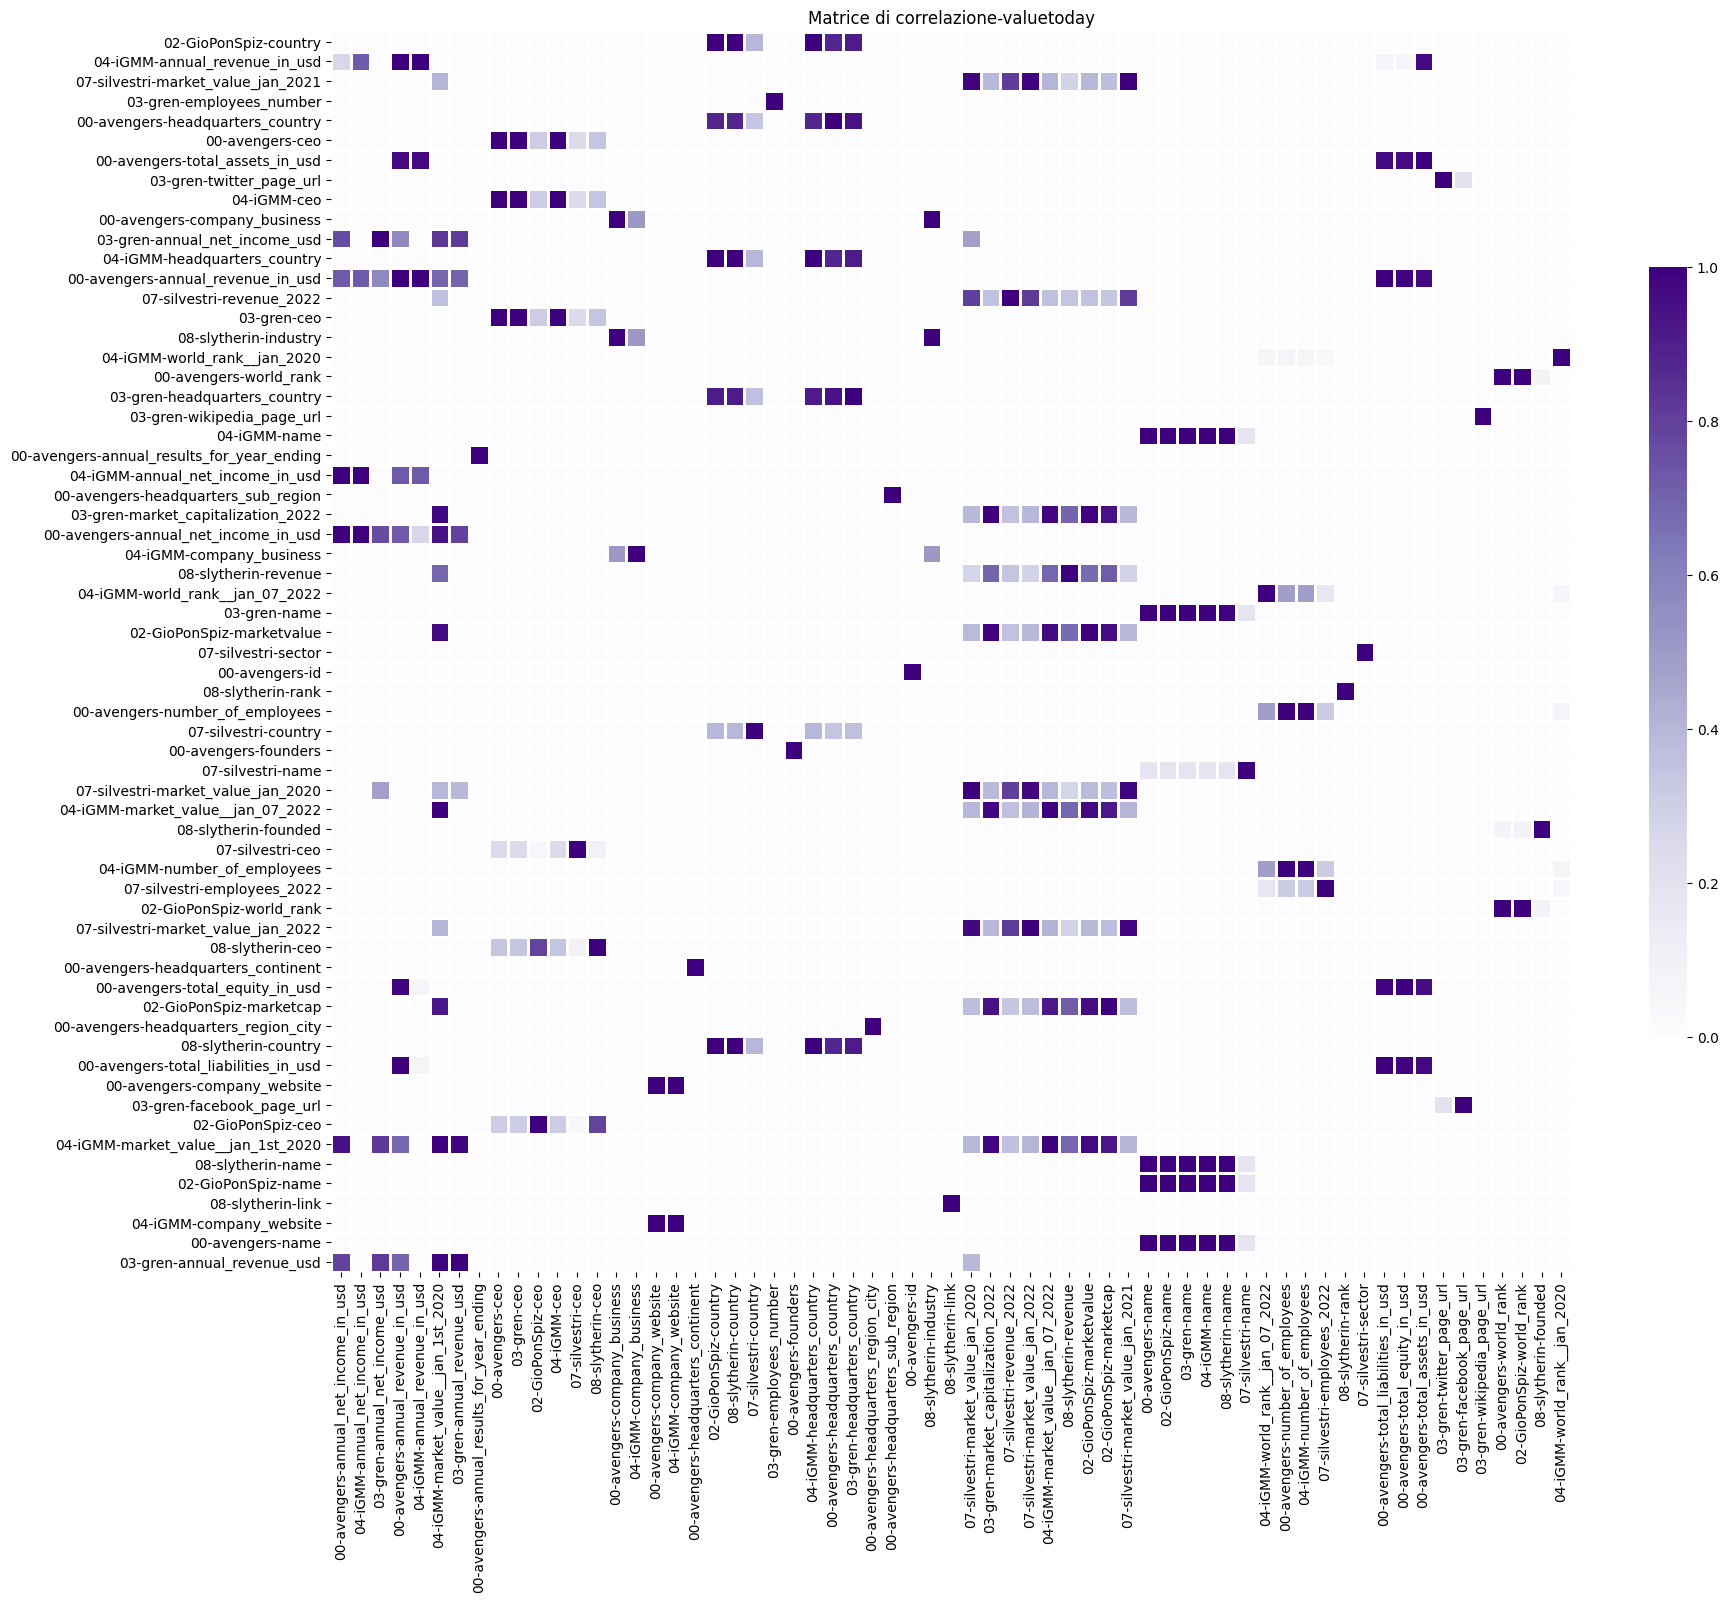 Matrice di correlazione-valuetoday
02-GioPonSpiz-country
04-iGMM-annual_revenue_in_usd
07-silvestri-market_value_jan_2021
03-gren-employees_number
00-avengers-headquarters_country
00-avengers-ceo
00-avengers-total_assets_in_usd
03-gren-twitter_page_url
04-iGMM-ceo
00-avengers-company_business
03-gren-annual_net_income_usd
04-iGMM-headquarters_country
00-avengers-annual_revenue_in_usd
07-silvestri-revenue_2022
03-gren-ceo
08-slytherin-industry
04-iGMM-world_rank__jan_2020
00-avengers-world_rank
03-gren-headquarters_country
03-gren-wikipedia_page_url
04-iGMM-name
00-avengers-annual_results_for_year_ending
04-iGMM-annual_net_income_in_usd
00-avengers-headquarters_sub_region
03-gren-market_capitalization_2022
00-avengers-annual_net_income_in_usd
04-iGMM-company_business
08-slytherin-revenue
04-iGMM-world_rank__jan_07_2022
03-gren-name
02-GioPonSpiz-marketvalue
07-silvestri-sector
00-avengers-id
08-slytherin-rank
00-avengers-number_of_employees
07-silvestri-country
00-avengers-founders
07-silvestri-name
07-silvestri-market_value_jan_2020
04-iGMM-market_value__jan_07_2022
08-slytherin-founded
07-silvestri-ceo
04-iGMM-number_of_employees
07-silvestri-employees_2022
02-GioPonSpiz-world_rank
07-silvestri-market_value_jan_2022
08-slytherin-ceo
00-avengers-headquarters_continent
00-avengers-total_equity_in_usd
02-GioPonSpiz-marketcap
00-avengers-headquarters_region_city
08-slytherin-country
00-avengers-total_liabilities_in_usd
00-avengers-company_website
03-gren-facebook_page_url
02-GioPonSpiz-ceo
04-iGMM-market_value__jan_1st_2020
08-slytherin-name
02-GioPonSpiz-name
08-slytherin-link
04-iGMM-company_website
00-avengers-name
03-gren-annual_revenue_usd
00-avengers-annual_net_income_in_usd
04-iGMM-annual_net_income_in_usd
03-gren-annual_net_income_usd
00-avengers-annual_revenue_in_usd
04-iGMM-annual_revenue_in_usd
04-iGMM-market_value__jan_1st_2020
03-gren-annual_revenue_usd
00-avengers-annual_results_for_year_ending
00-avengers-ceo
03-gren-ceo
02-GioPonSpiz-ceo
04-iGMM-ceo
07-silvestri-ceo
08-slytherin-ceo
00-avengers-company_business
04-iGMM-company_business
00-avengers-company_website
04-iGMM-company_website
00-avengers-headquarters_continent
02-GioPonSpiz-country
08-slytherin-country
07-silvestri-country
03-gren-employees_number
00-avengers-founders
04-iGMM-headquarters_country
00-avengers-headquarters_country
03-gren-headquarters_country
00-avengers-headquarters_region_city
00-avengers-headquarters_sub_region
00-avengers-id
08-slytherin-industry
08-slytherin-link
07-silvestri-market_value_jan_2020
03-gren-market_capitalization_2022
07-silvestri-revenue_2022
07-silvestri-market_value_jan_2022
04-iGMM-market_value__jan_07_2022
08-slytherin-revenue
02-GioPonSpiz-marketvalue
02-GioPonSpiz-marketcap
07-silvestri-market_value_jan_2021
00-avengers-name
02-GioPonSpiz-name
03-gren-name
04-iGMM-name
08-slytherin-name
07-silvestri-name
04-iGMM-world_rank__jan_07_2022
00-avengers-number_of_employees
04-iGMM-number_of_employees
07-silvestri-employees_2022
08-slytherin-rank
07-silvestri-sector
00-avengers-total_liabilities_in_usd
00-avengers-total_equity_in_usd
00-avengers-total_assets_in_usd
03-gren-twitter_page_url
03-gren-facebook_page_url
03-gren-wikipedia_page_url
00-avengers-world_rank
02-GioPonSpiz-world_rank
08-slytherin-founded
04-iGMM-world_rank__jan_2020
1.0
0.8
0.6
0.4
0.2
0.0